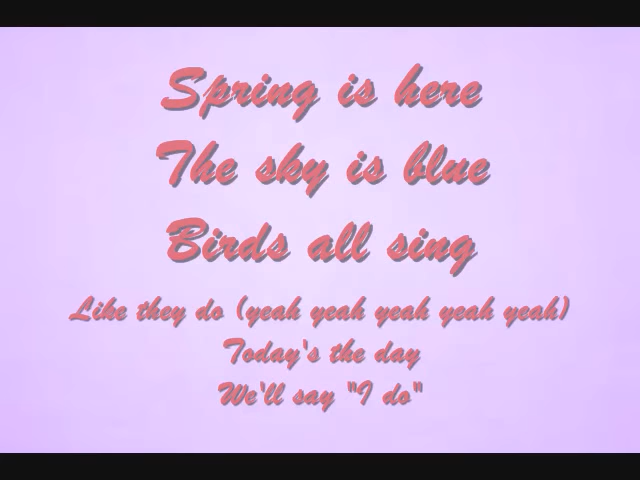 Spring is here
The sky is blue
Birds all sing
Like they do (yeah yeah yeah yeah yeah)
Today's the day
We'll say "I do"